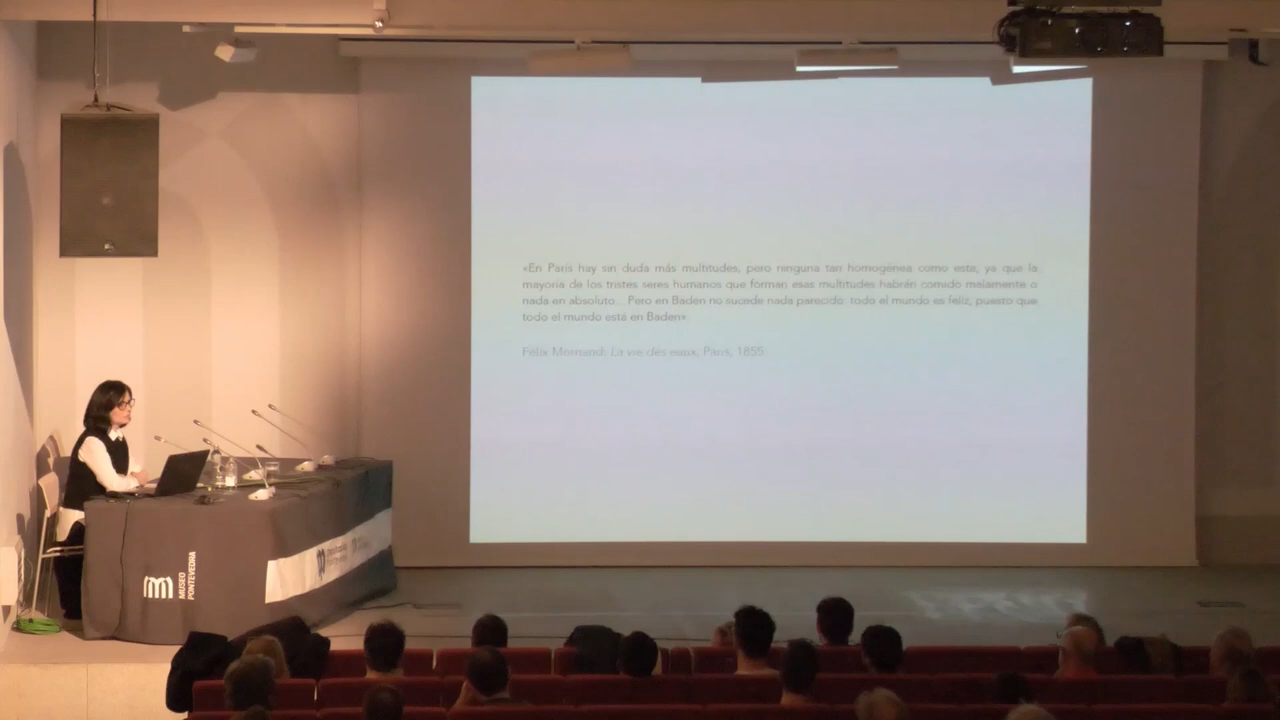 «En París hay sin duda más multitudes, pero ninguna tan homogénea como este, ya que la
mayoría de los tristes seres humanos que forman esas multitudes habrán comido malamente o
nada en absoluto... Pero en Baden no sucede nada parecido: todo el mundo es feliz, puesto que
todo el mundo está en Baden»
Félix Mornand: La vie des eaux, París, 1855
MUSEO
PONTEVEDRA